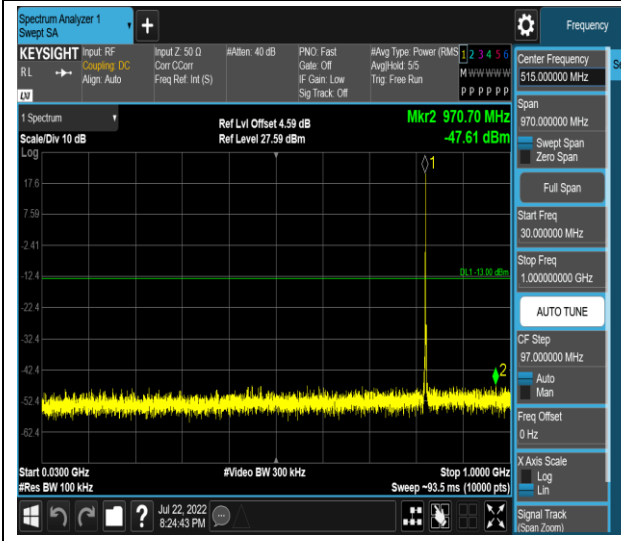 Spectrum Analyzer 1
Swept SA
+
Frequency
KEYSIGHT
RL
LXI
Input: RF
Coupling: DC
Align: Auto
Input Z: 50 Ω
Corr CCorr
Freq Ref: Int (S)
#Atten: 40 dB
PNO: Fast
Gate: Off
IF Gain: Low
Sig Track: Off
#Avg Type: Power (RMS
Avg|Hold: 5/5
Trig: Free Run
1 2 3 4 5 6
M W W W W W
P P P P P P
1 Spectrum
Scale/Div 10 dB
Log
Ref Lvl Offset 4.59 dB
Ref Level 27.59 dBm
Mkr2 970.70 MHz
-47.61 dBm
1
17.6
7.59
-2.41
-12.4
DL1 -13.00 dBm
-22.4
-32.4
-42.4
2
-52.4
-62.4
Start 0.0300 GHz
#Res BW 100 kHz
#Video BW 300 kHz
Stop 1.0000 GHz
Sweep ~93.5 ms (10000 pts)
Center Frequency
515.000000 MHz
Span
970.000000 MHz
Swept Span
Zero Span
Full Span
Start Freq
30.000000 MHz
Stop Freq
1.000000000 GHz
AUTO TUNE
CF Step
97.000000 MHz
Auto
Man
Freq Offset
0 Hz
X Axis Scale
Log
Lin
Signal Track
(Span Zoom)
?
Jul 22, 2022
8:24:43 PM